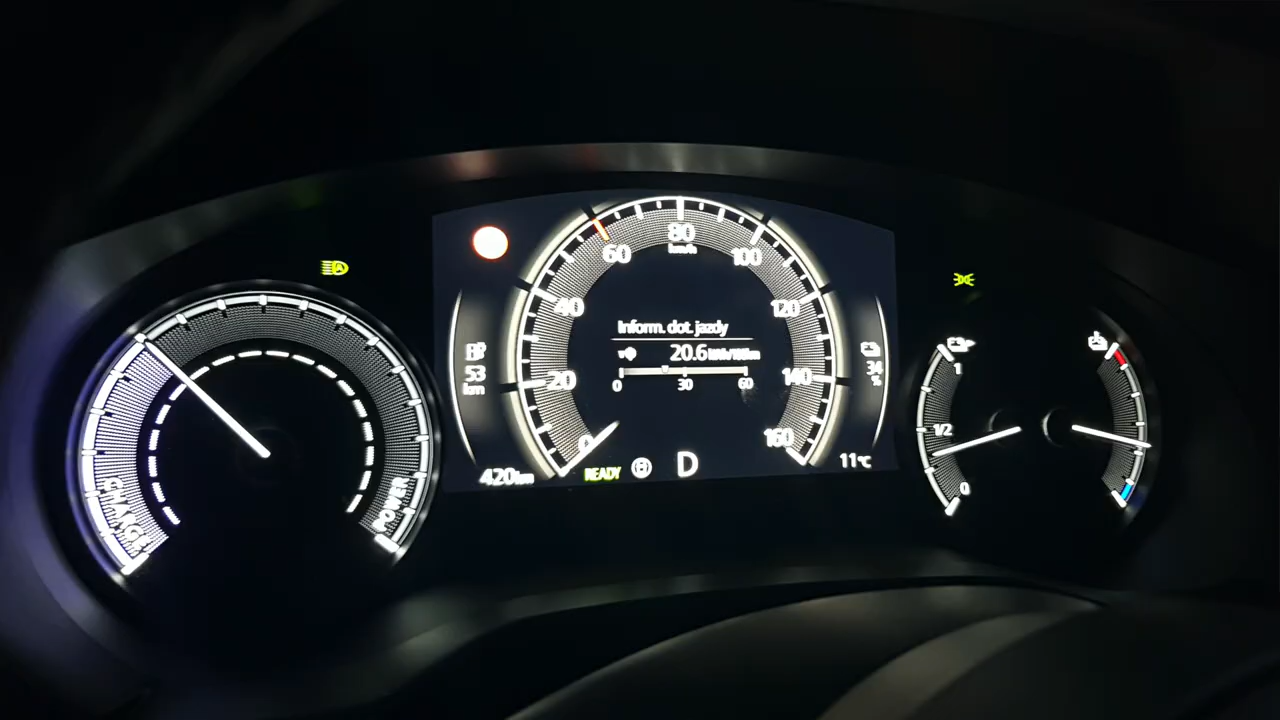 CHARGE
POWER
53
km
420km
0
20
40
60
80
km/h
100
120
140
160
Inform. dot. jazdy
20.6 kWh/100km
0 30 60
READY
D
34
%
11°C
1
1/2
0